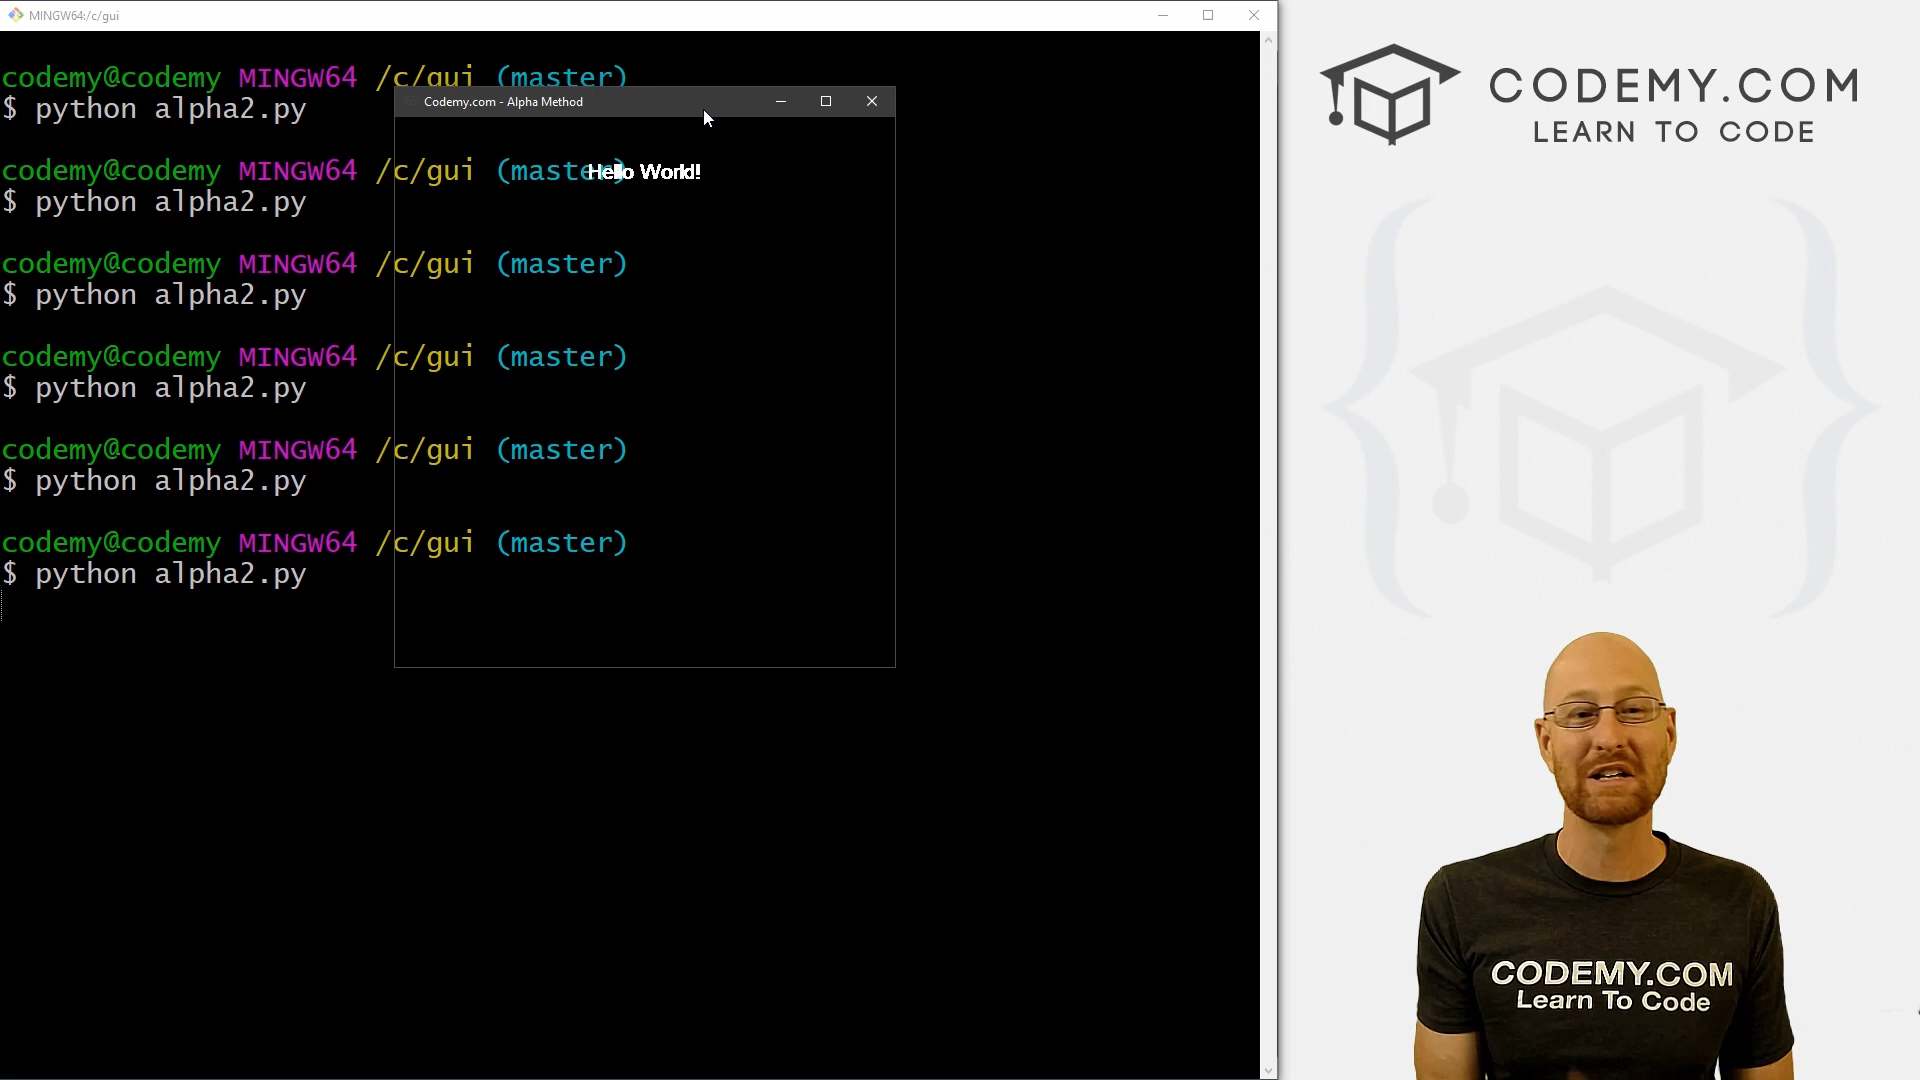 MINGW64:/c/gui
codemy@codemy MINGW64 /c/gui (master)
$ python alpha2.py
Codemy.com - Alpha Method
codemy@codemy MINGW64 /c/gui (master)
Hello World!
$ python alpha2.py
codemy@codemy MINGW64 /c/gui (master)
$ python alpha2.py
codemy@codemy MINGW64 /c/gui (master)
$ python alpha2.py
codemy@codemy MINGW64 /c/gui (master)
$ python alpha2.py
codemy@codemy MINGW64 /c/gui (master)
$ python alpha2.py
CODEMY.COM
LEARN TO CODE
CODEMY.COM
Learn To Code